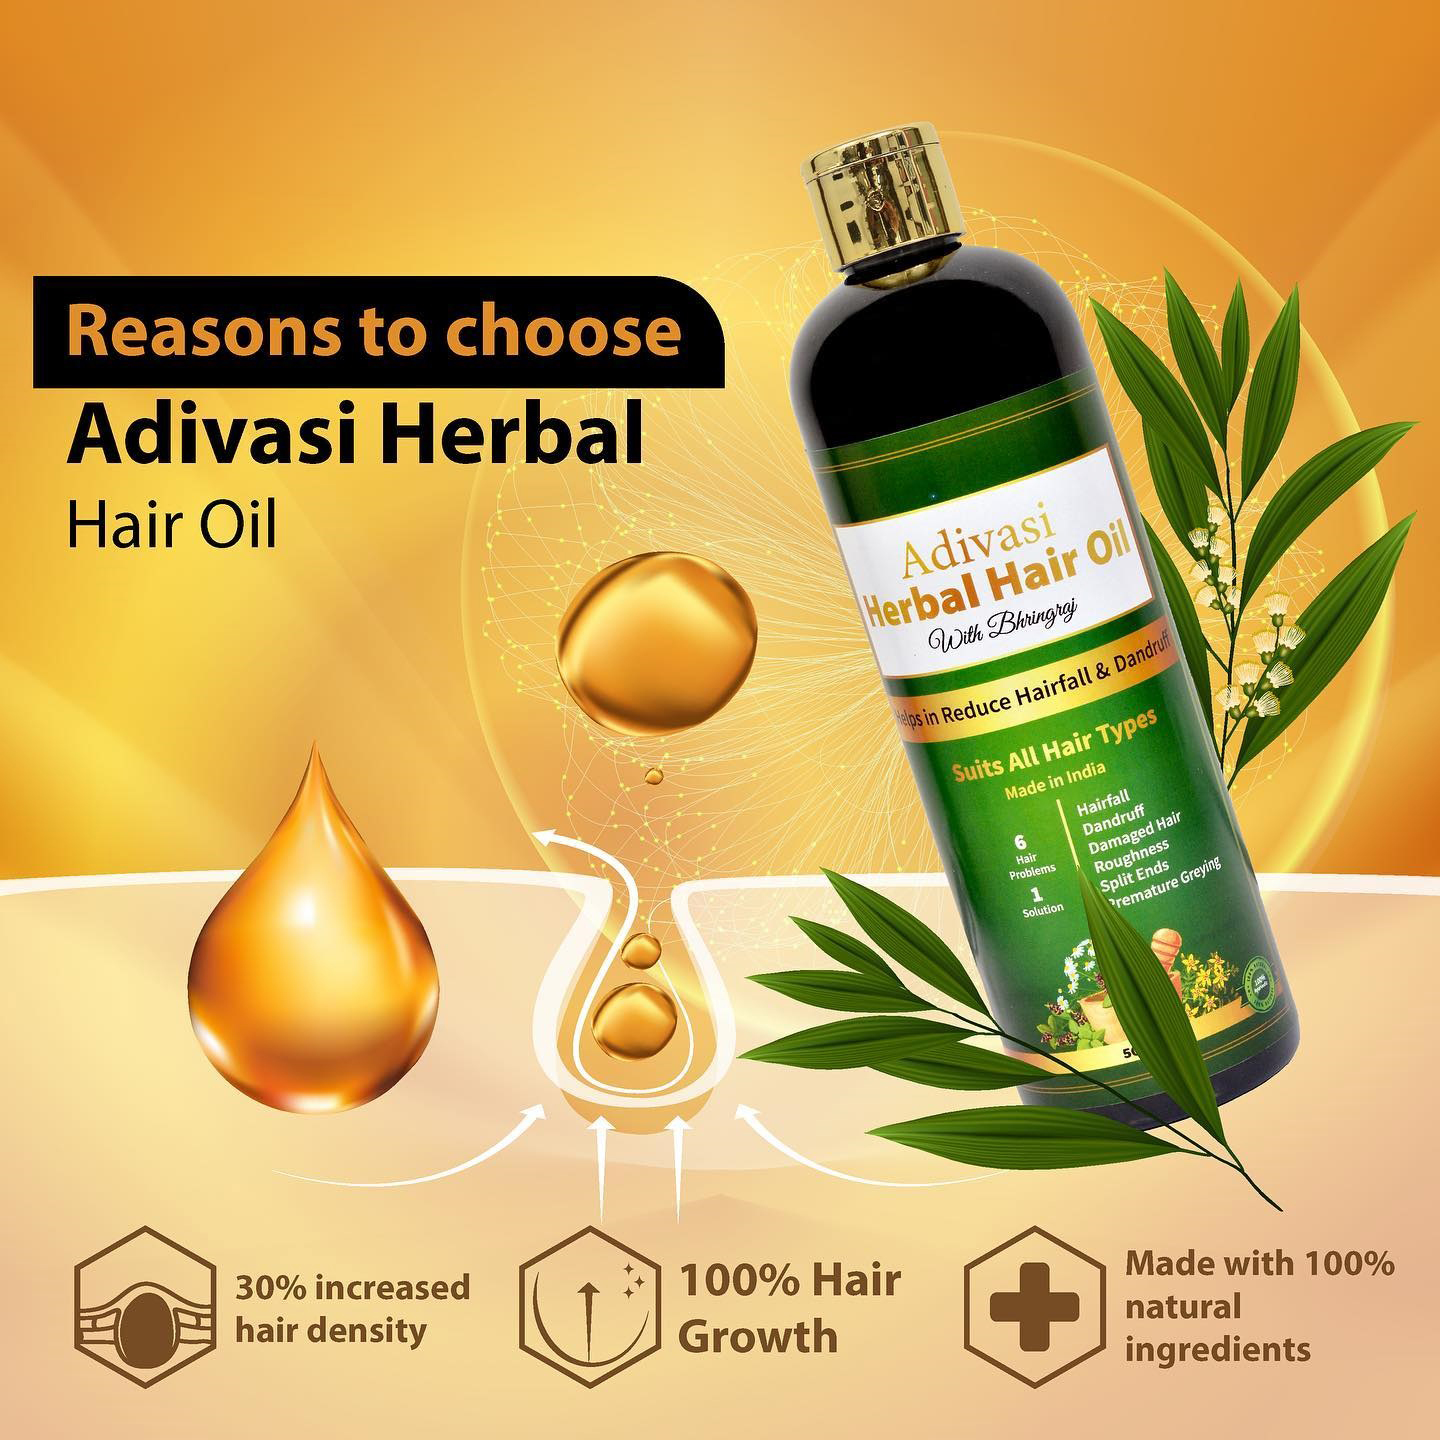 Reasons to choose
Adivasi Herbal
Hair Oil
Adivasi
Herbal Hair Oil
With Bhringraj
Helps in Reduce Hairfall & Dandruff
Suits All Hair Types
Made in India
6
Hair
Problems
1
Solution
Hairfall
Dandruff
Damaged Hair
Roughness
Split Ends
Premature Greying
30% increased
hair density
100% Hair
Growth
Made with 100%
natural
ingredients